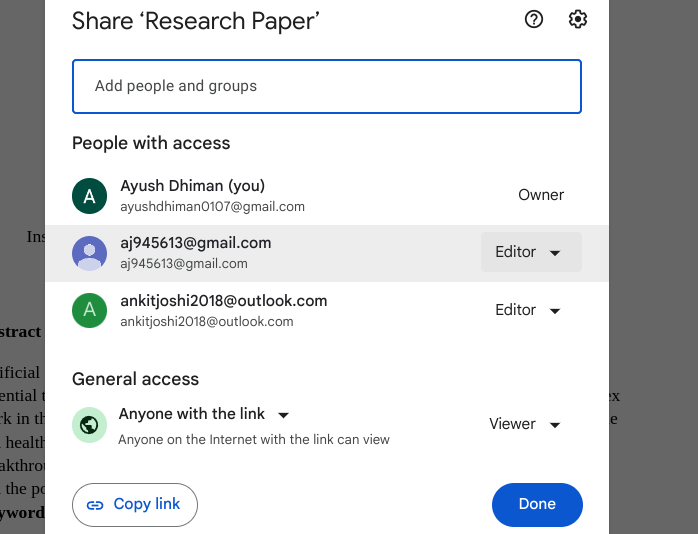 Share ‘Research Paper’
Add people and groups
People with access
A
Ayush Dhiman (you)
Owner
ayushdhiman0107@gmail.com
Ins
aj945613@gmail.com
Editor
aj945613@gmail.com
A
ankitjoshi2018@outlook.com
Editor
ankitjoshi2018@outlook.com
stract
General access
ificial
ential t
ex
Anyone with the link
Viewer
rk in th
e
Anyone on the Internet with the link can view
health
akthrou
the po
Copy link
Done
yword